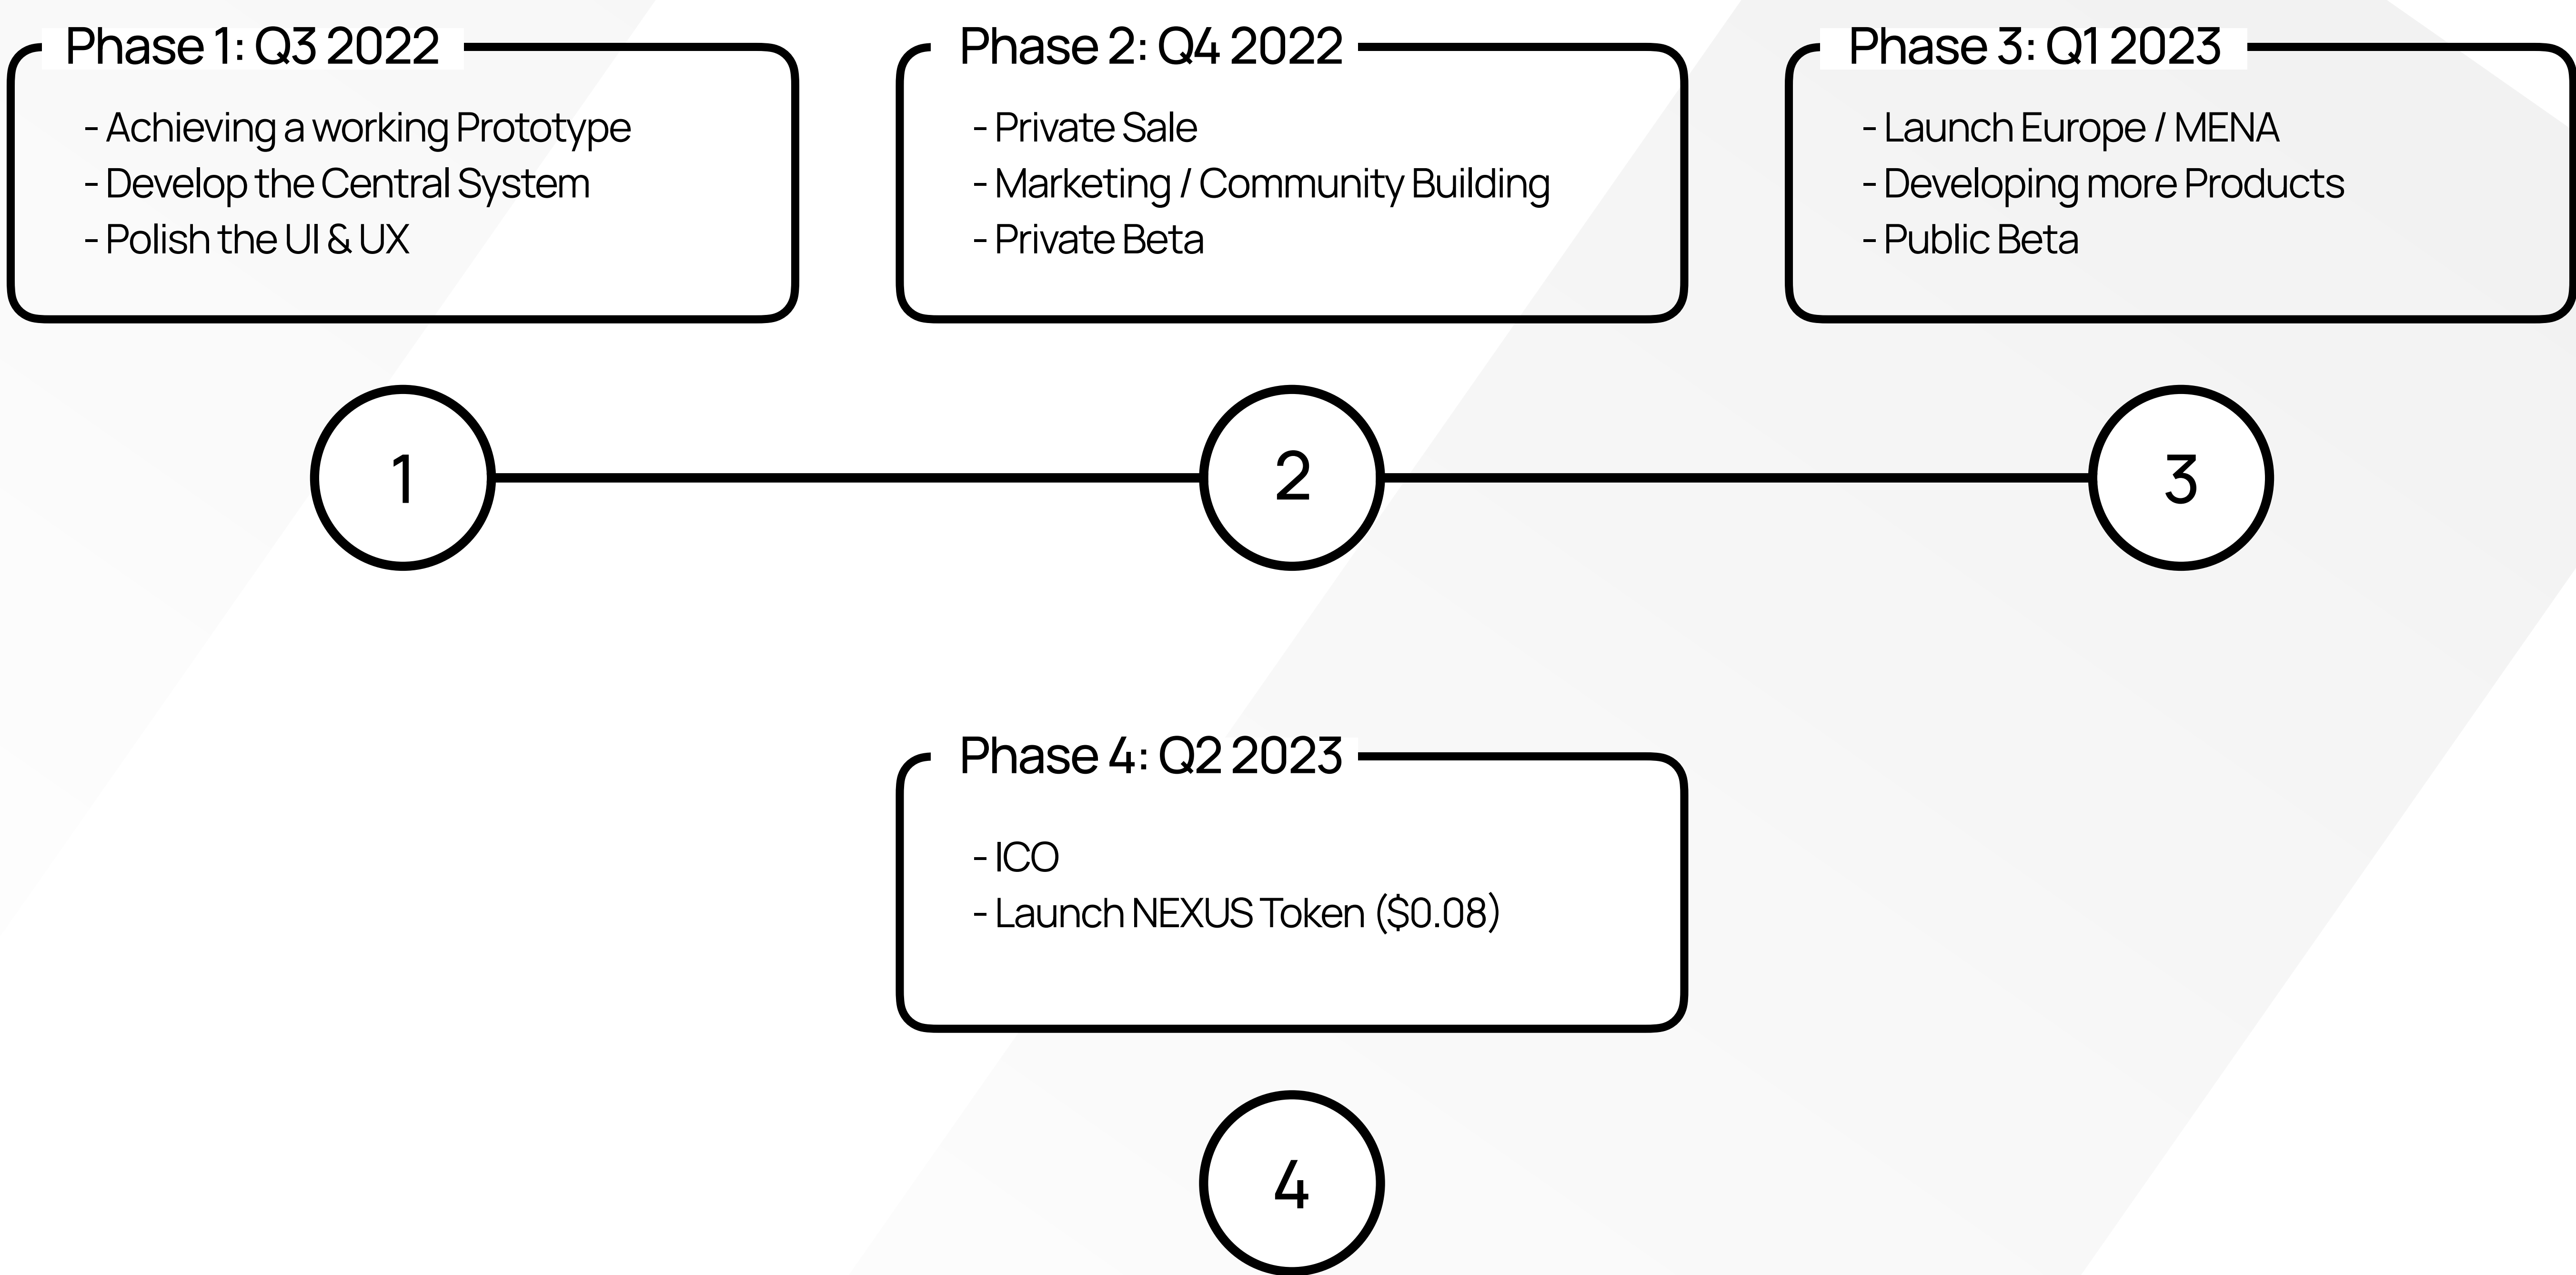 Phase 1: Q3 2022
- Achieving a working Prototype
- Develop the Central System
- Polish the UI & UX
Phase 2: Q4 2022
- Private Sale
- Marketing / Community Building
- Private Beta
Phase 3: Q1 2023
- Launch Europe / MENA
- Developing more Products
- Public Beta
1
2
3
Phase 4: Q2 2023
- ICO
- Launch NEXUS Token ($0.08)
4